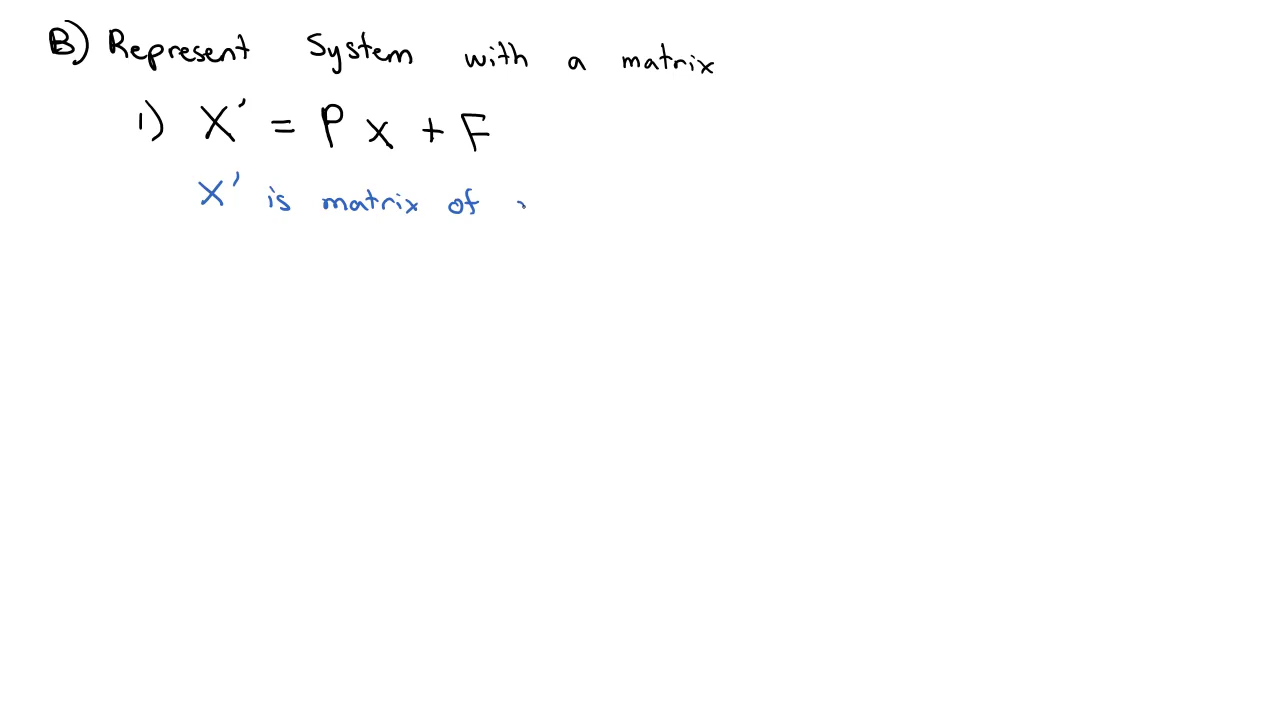 B) Represent System with a matrix
1) X' = P x + F
X' is matrix of